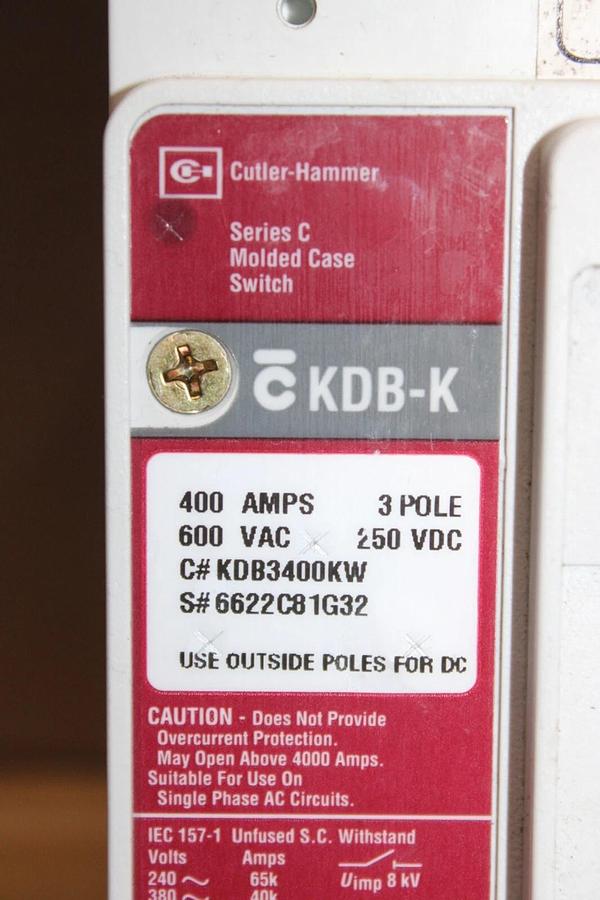 Cutler-Hammer
Series C
Molded Case
Switch
C KDB-K
400 AMPS 3 POLE
600 VAC 250 VDC
C# KDB3400KW
S# 6622C81G32
USE OUTSIDE POLES FOR DC
CAUTION - Does Not Provide
Overcurrent Protection.
May Open Above 4000 Amps.
Suitable For Use On
Single Phase AC Circuits.
IEC 157-1 Unfused S.C. Withstand
Volts Amps
240 ~ 65k Uimp 8 kV
380 ~ 40k